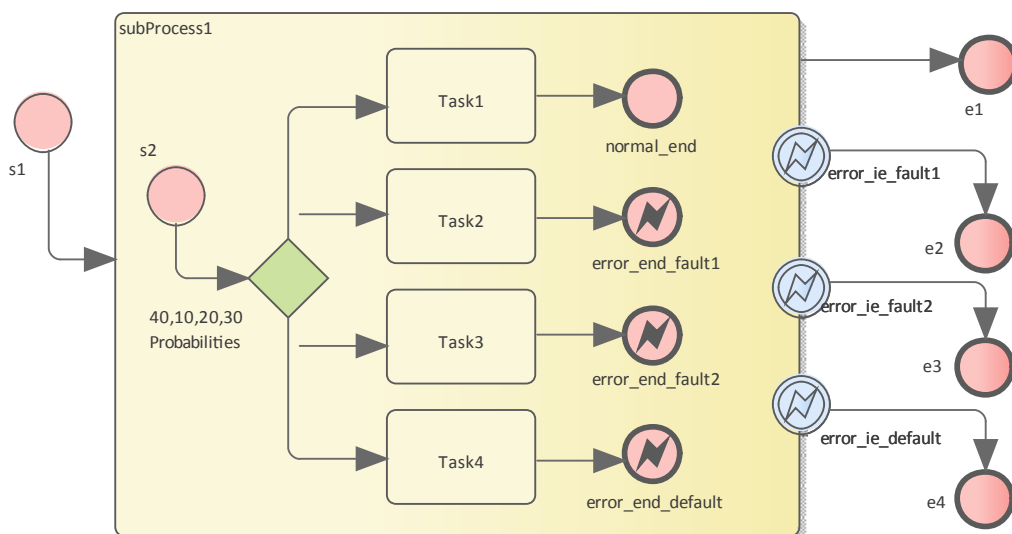 subProcess1
s1
s2
40,10,20,30
Probabilities
Task1
normal_end
Task2
error_end_fault1
Task3
error_end_fault2
Task4
error_end_default
e1
error_ie_fault1
e2
error_ie_fault2
e3
error_ie_default
e4